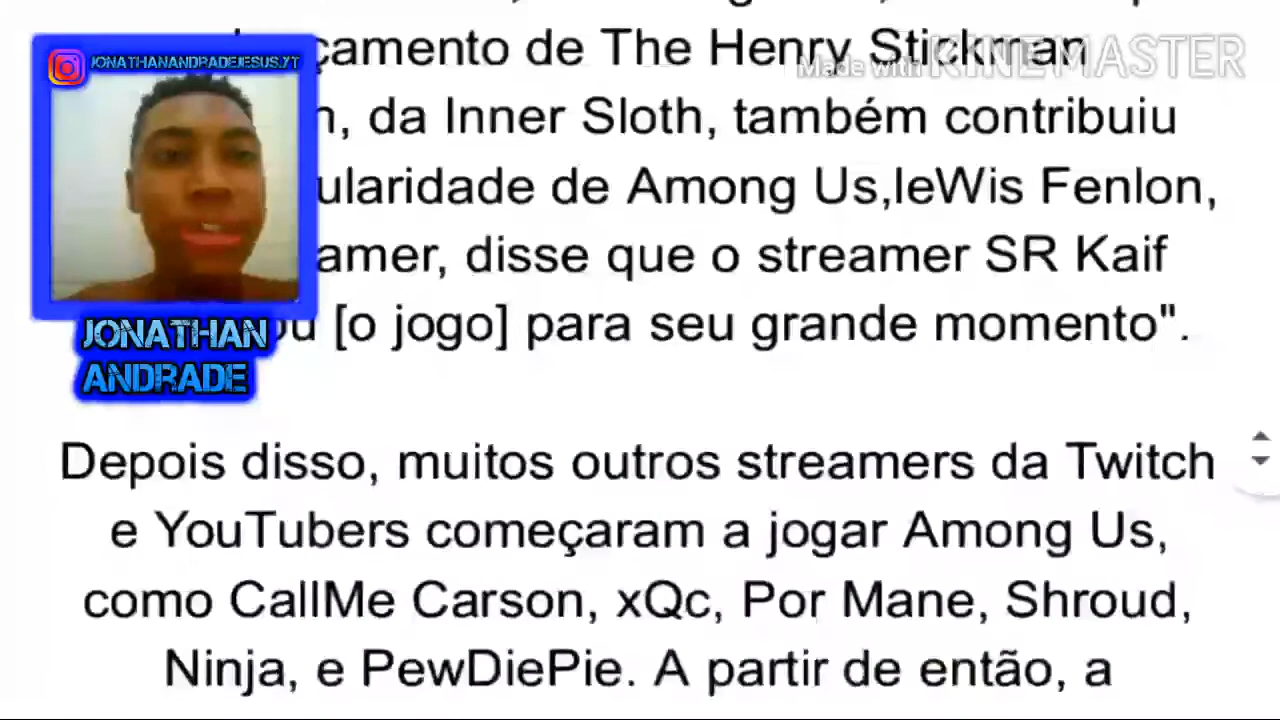 çamento de The Henry Stickman
Made with KINEMASTER
JONATHANANDRADEJESUS.YT
n, da Inner Sloth, também contribuiu
ularidade de Among Us,leWis Fenlon,
amer, disse que o streamer SR Kaif
ou [o jogo] para seu grande momento".
JONATHAN
ANDRADE
Depois disso, muitos outros streamers da Twitch
e YouTubers começaram a jogar Among Us,
como CallMe Carson, xQc, Por Mane, Shroud,
Ninja, e PewDiePie. A partir de então, a